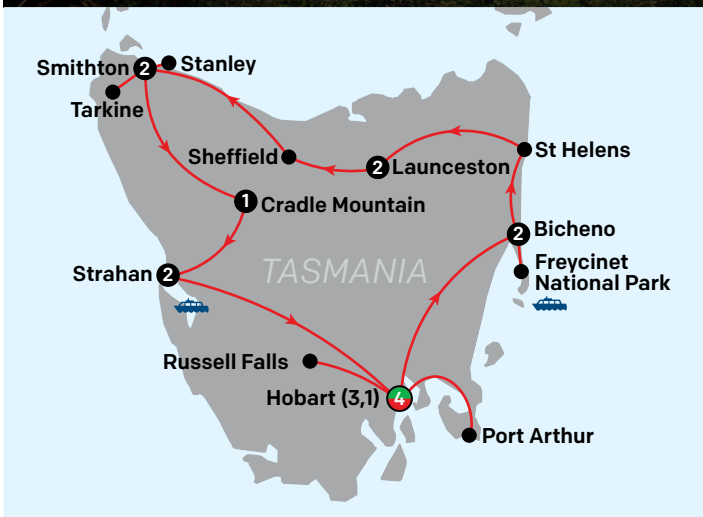 Smithton 2 Stanley
Tarkine
Sheffield
2 Launceston
St Helens
1 Cradle Mountain
2 Bicheno
Strahan 2
TASMANIA
Freycinet
National Park
Russell Falls
Hobart (3,1) 4
Port Arthur